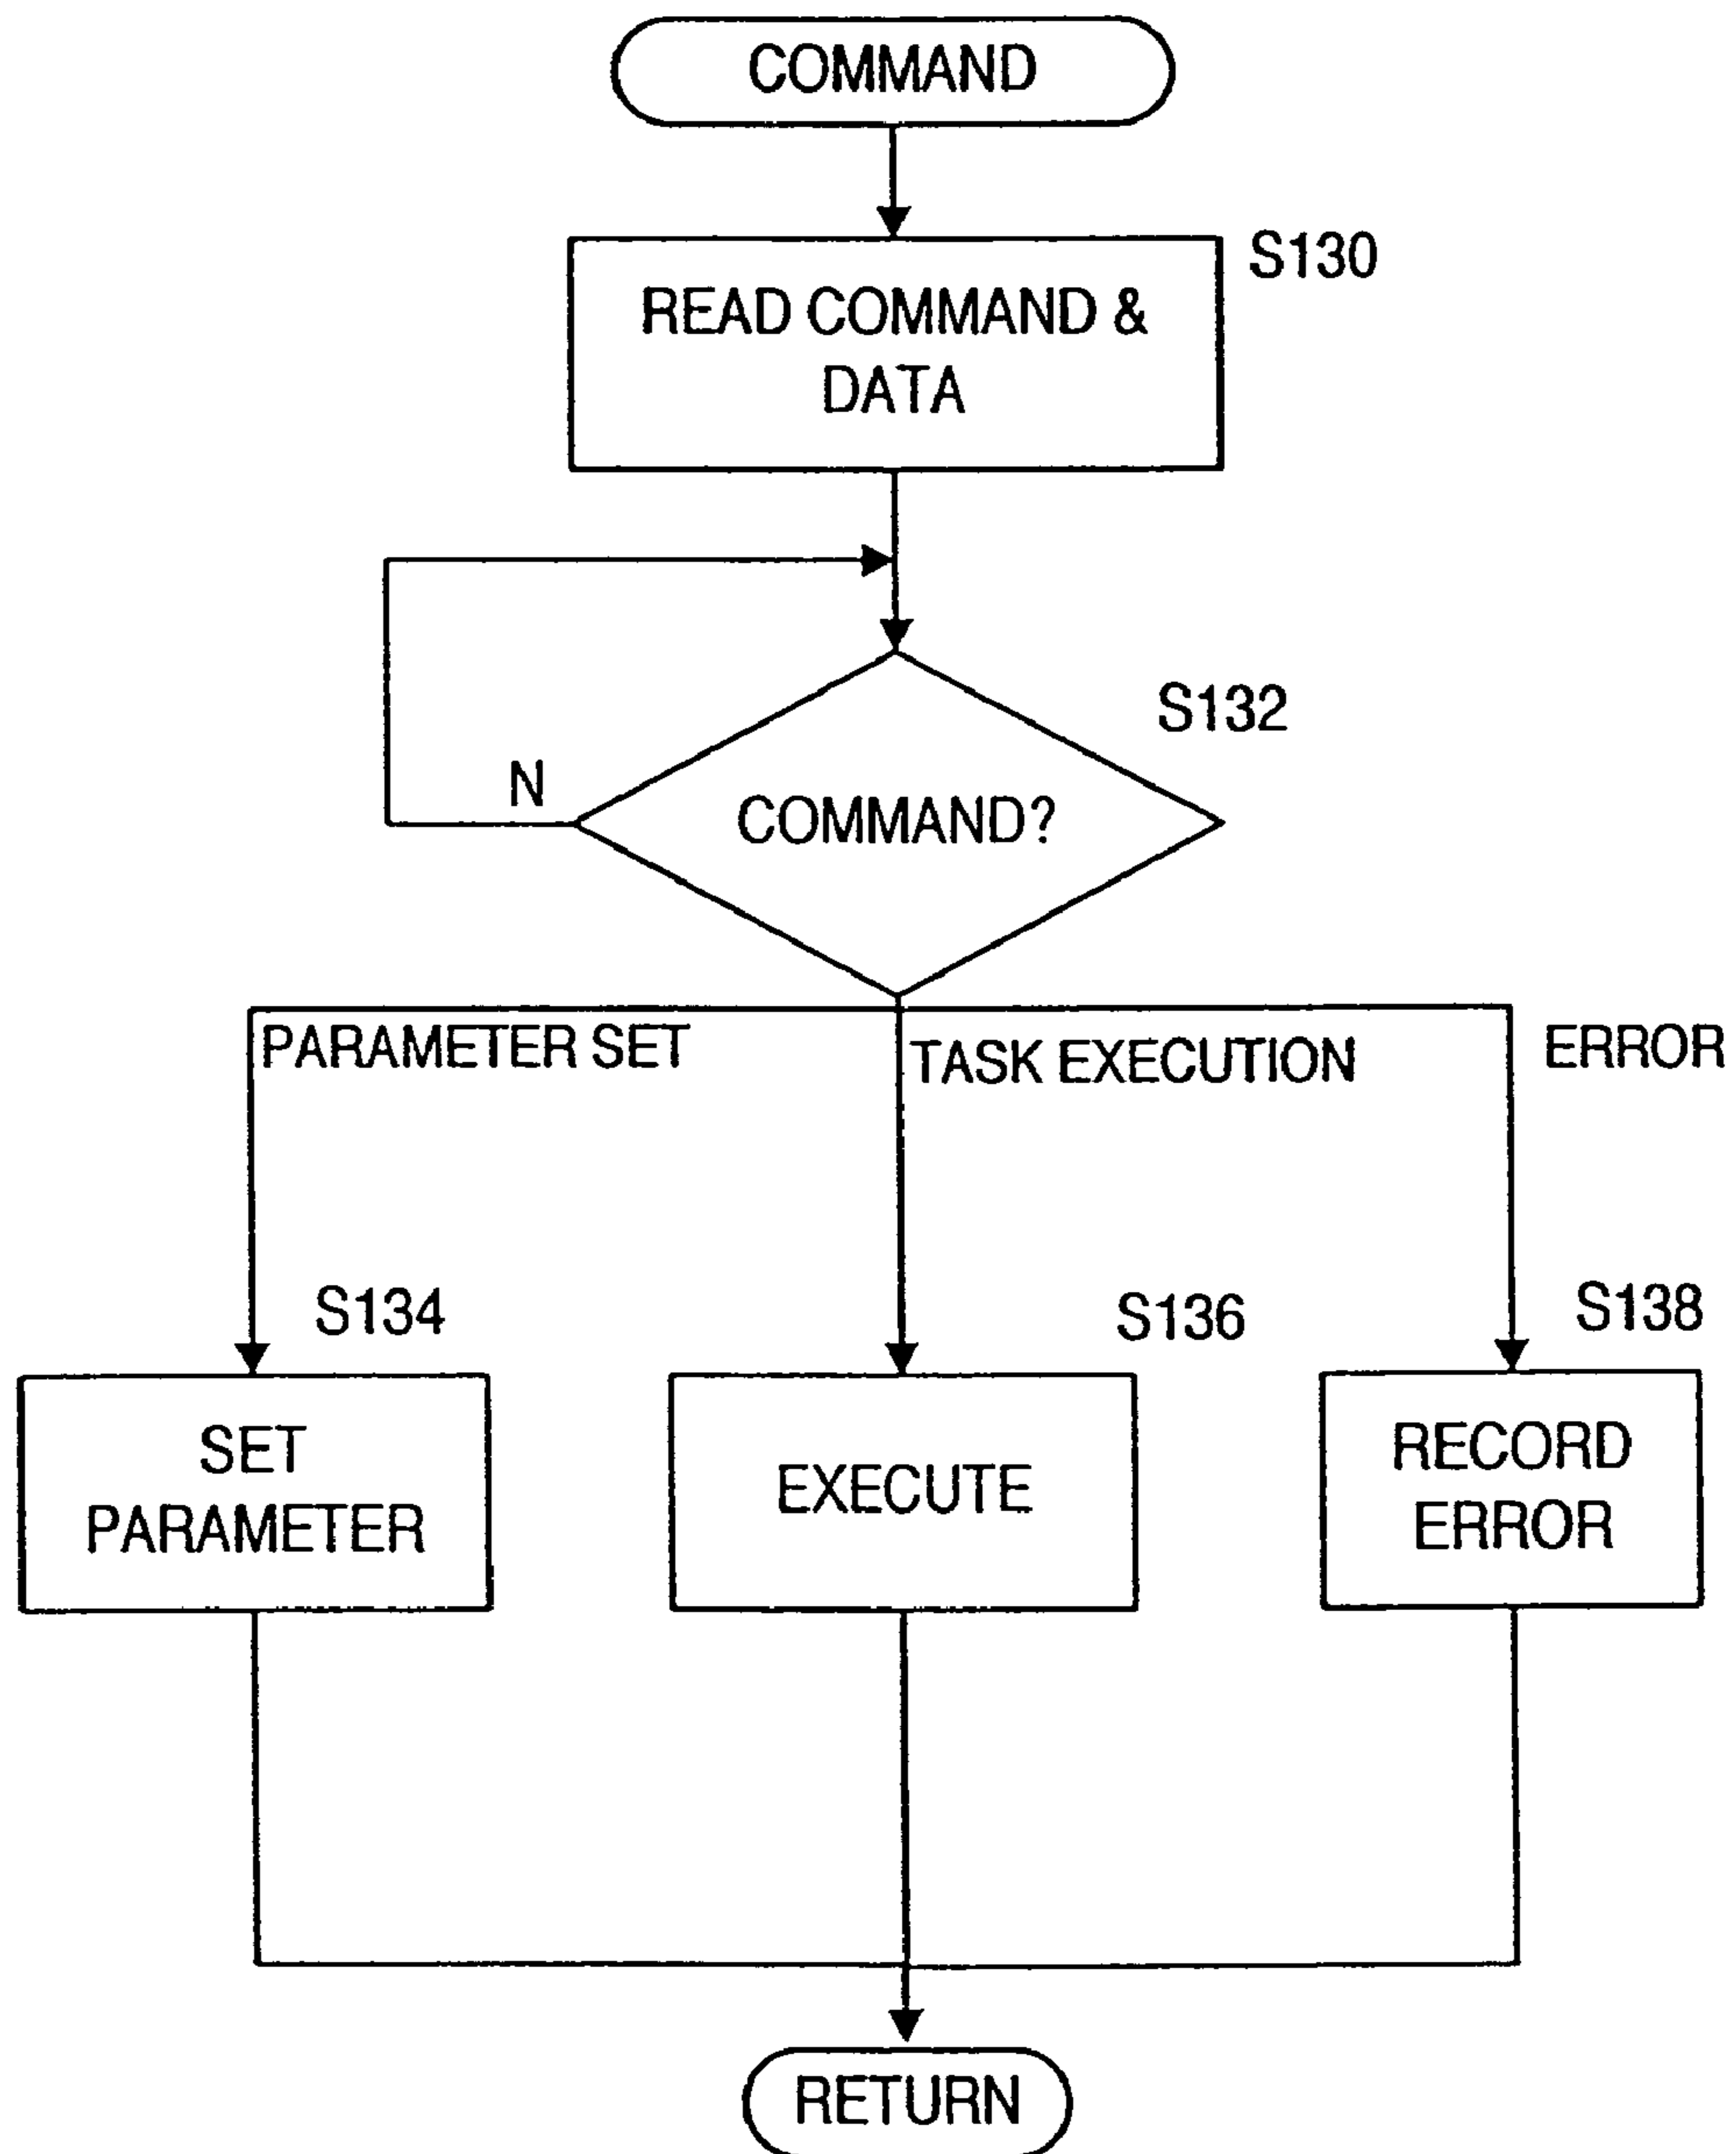 COMMAND
S130
READ COMMAND &
DATA
S132
N
COMMAND?
PARAMETER SET
TASK EXECUTION
ERROR
S134
S136
S138
SET
PARAMETER
EXECUTE
RECORD
ERROR
RETURN